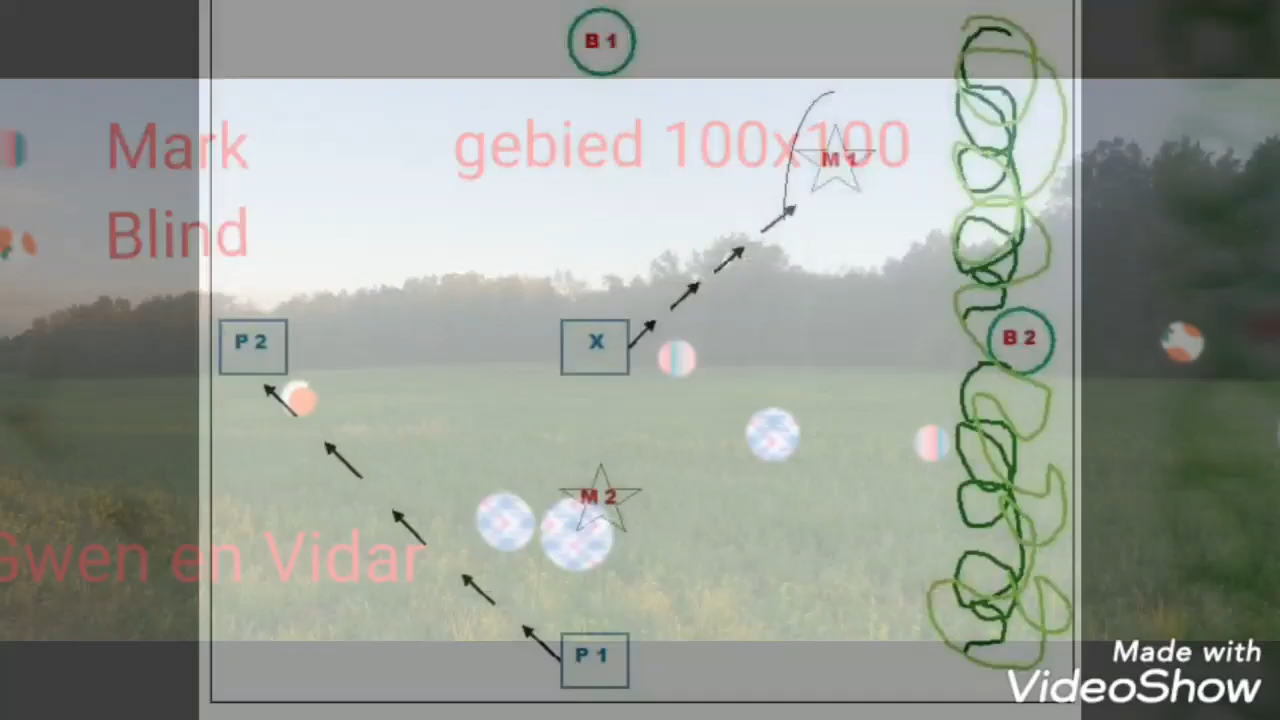 B 1
Mark
gebied 100x100
M 1
Blind
P 2
X
B 2
M 2
Gwen en Vidar
P 1
Made with
VideoShow